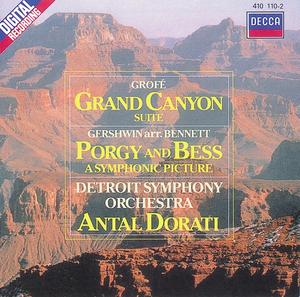 DIGITAL
RECORDING
410 110-2
DECCA
GROFÉ
GRAND CANYON
SUITE
GERSHWIN arr. BENNETT
PORGY AND BESS
A SYMPHONIC PICTURE
DETROIT SYMPHONY
ORCHESTRA
ANTAL DORATI